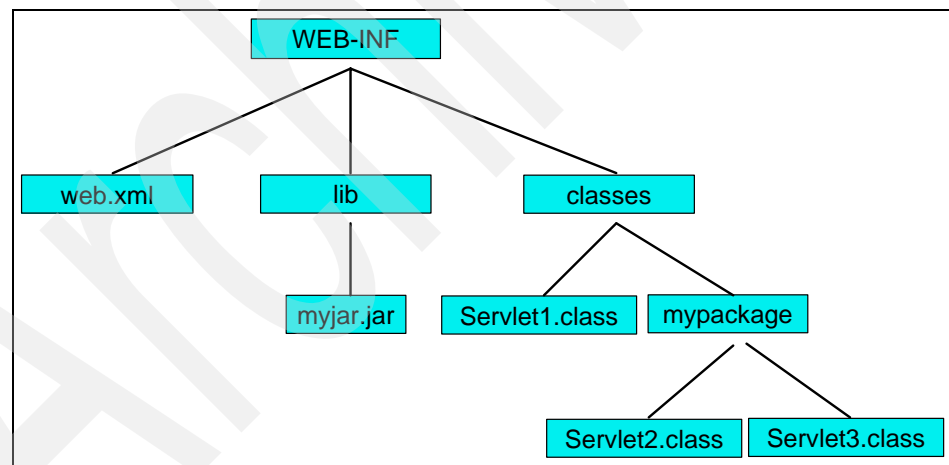 WEB-INF
web.xml
lib
classes
myjar.jar
Servlet1.class
mypackage
Servlet2.class
Servlet3.class